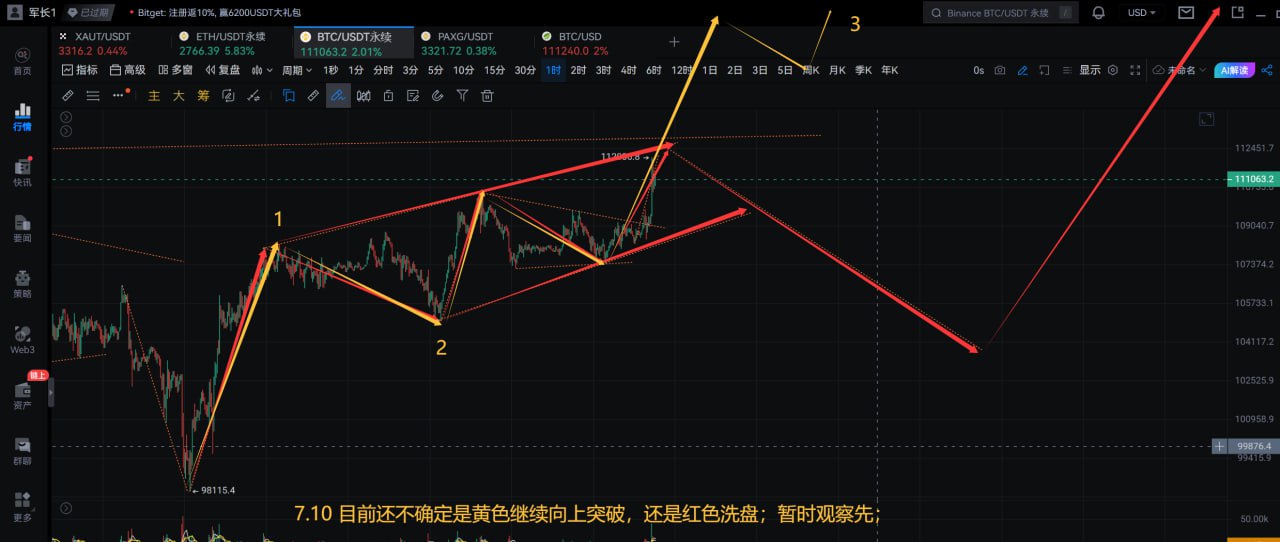 军长1 已过期 Bitget: 注册返10%, 赢6200USDT大礼包 3 Binance BTC/USDT 永续 USD
XAUT/USDT ETH/USDT永续 BTC/USDT永续 PAXG/USDT BTC/USD
3316.2 0.44% 2766.39 5.83% 111063.2 2.01% 3321.72 0.38% 111240.0 2%
首页
指标 高级 多窗 复盘 周期 1秒 1分 分时 3分 5分 10分 15分 30分 1时 2时 3时 4时 6时 12时 1日 2日 3日 5日 周K 月K 季K 年K 0s 显示 未命名 AI解读
主 大 筹
行情
112451.7
111063.2
快讯
1
109040.7
要闻
107374.2
策略
105733.1
2
104117.2
Web3
链上
102525.9
资产
100958.9
群聊
99876.4
99415.9
98115.4
更多
7.10 目前还不确定是黄色继续向上突破，还是红色洗盘；暂时观察先；
50.00k